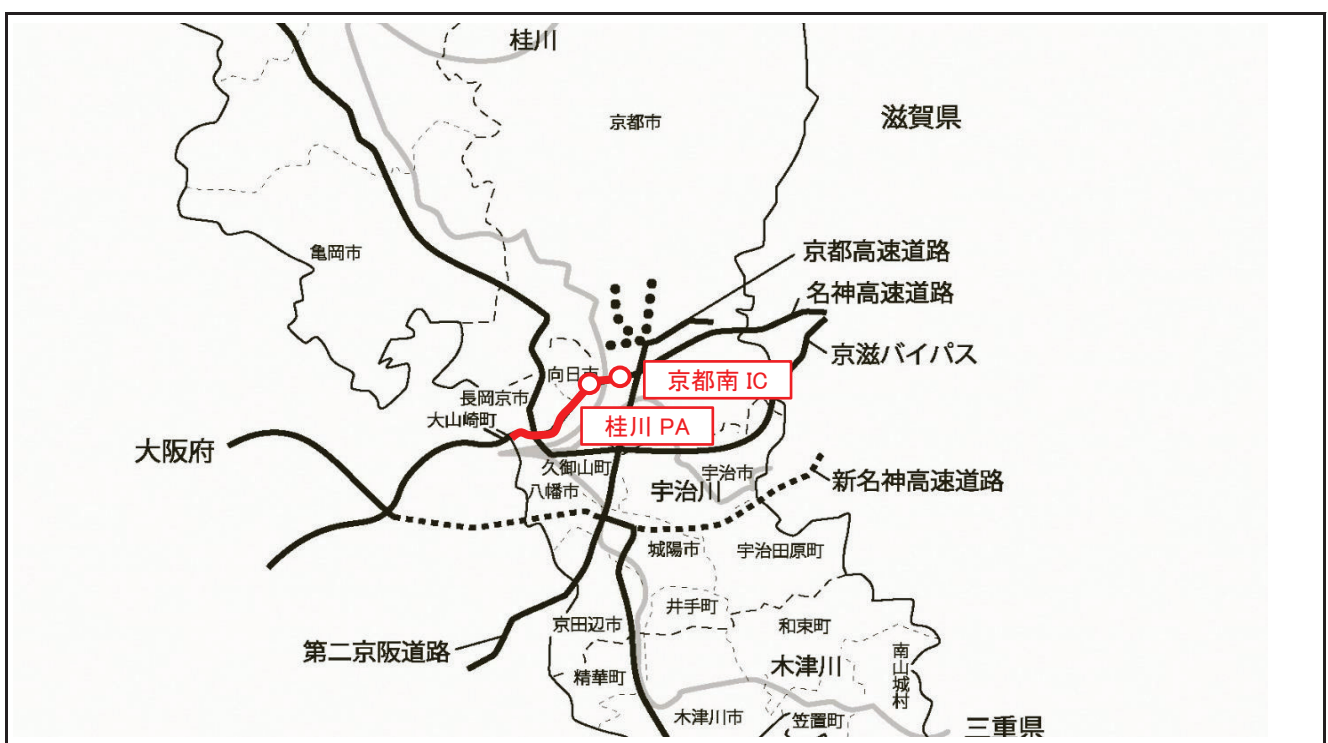 桂川
滋賀県
京都市
亀岡市
京都高速道路
名神高速道路
京滋バイパス
向日市
京都南 IC
長岡京市
大山崎町
桂川 PA
大阪府
久御山町
宇治市
八幡市
宇治川
新名神高速道路
城陽市
宇治田原町
井手町
京田辺市
和束町
第二京阪道路
木津川
南山城村
精華町
木津川市
笠置町
三重県